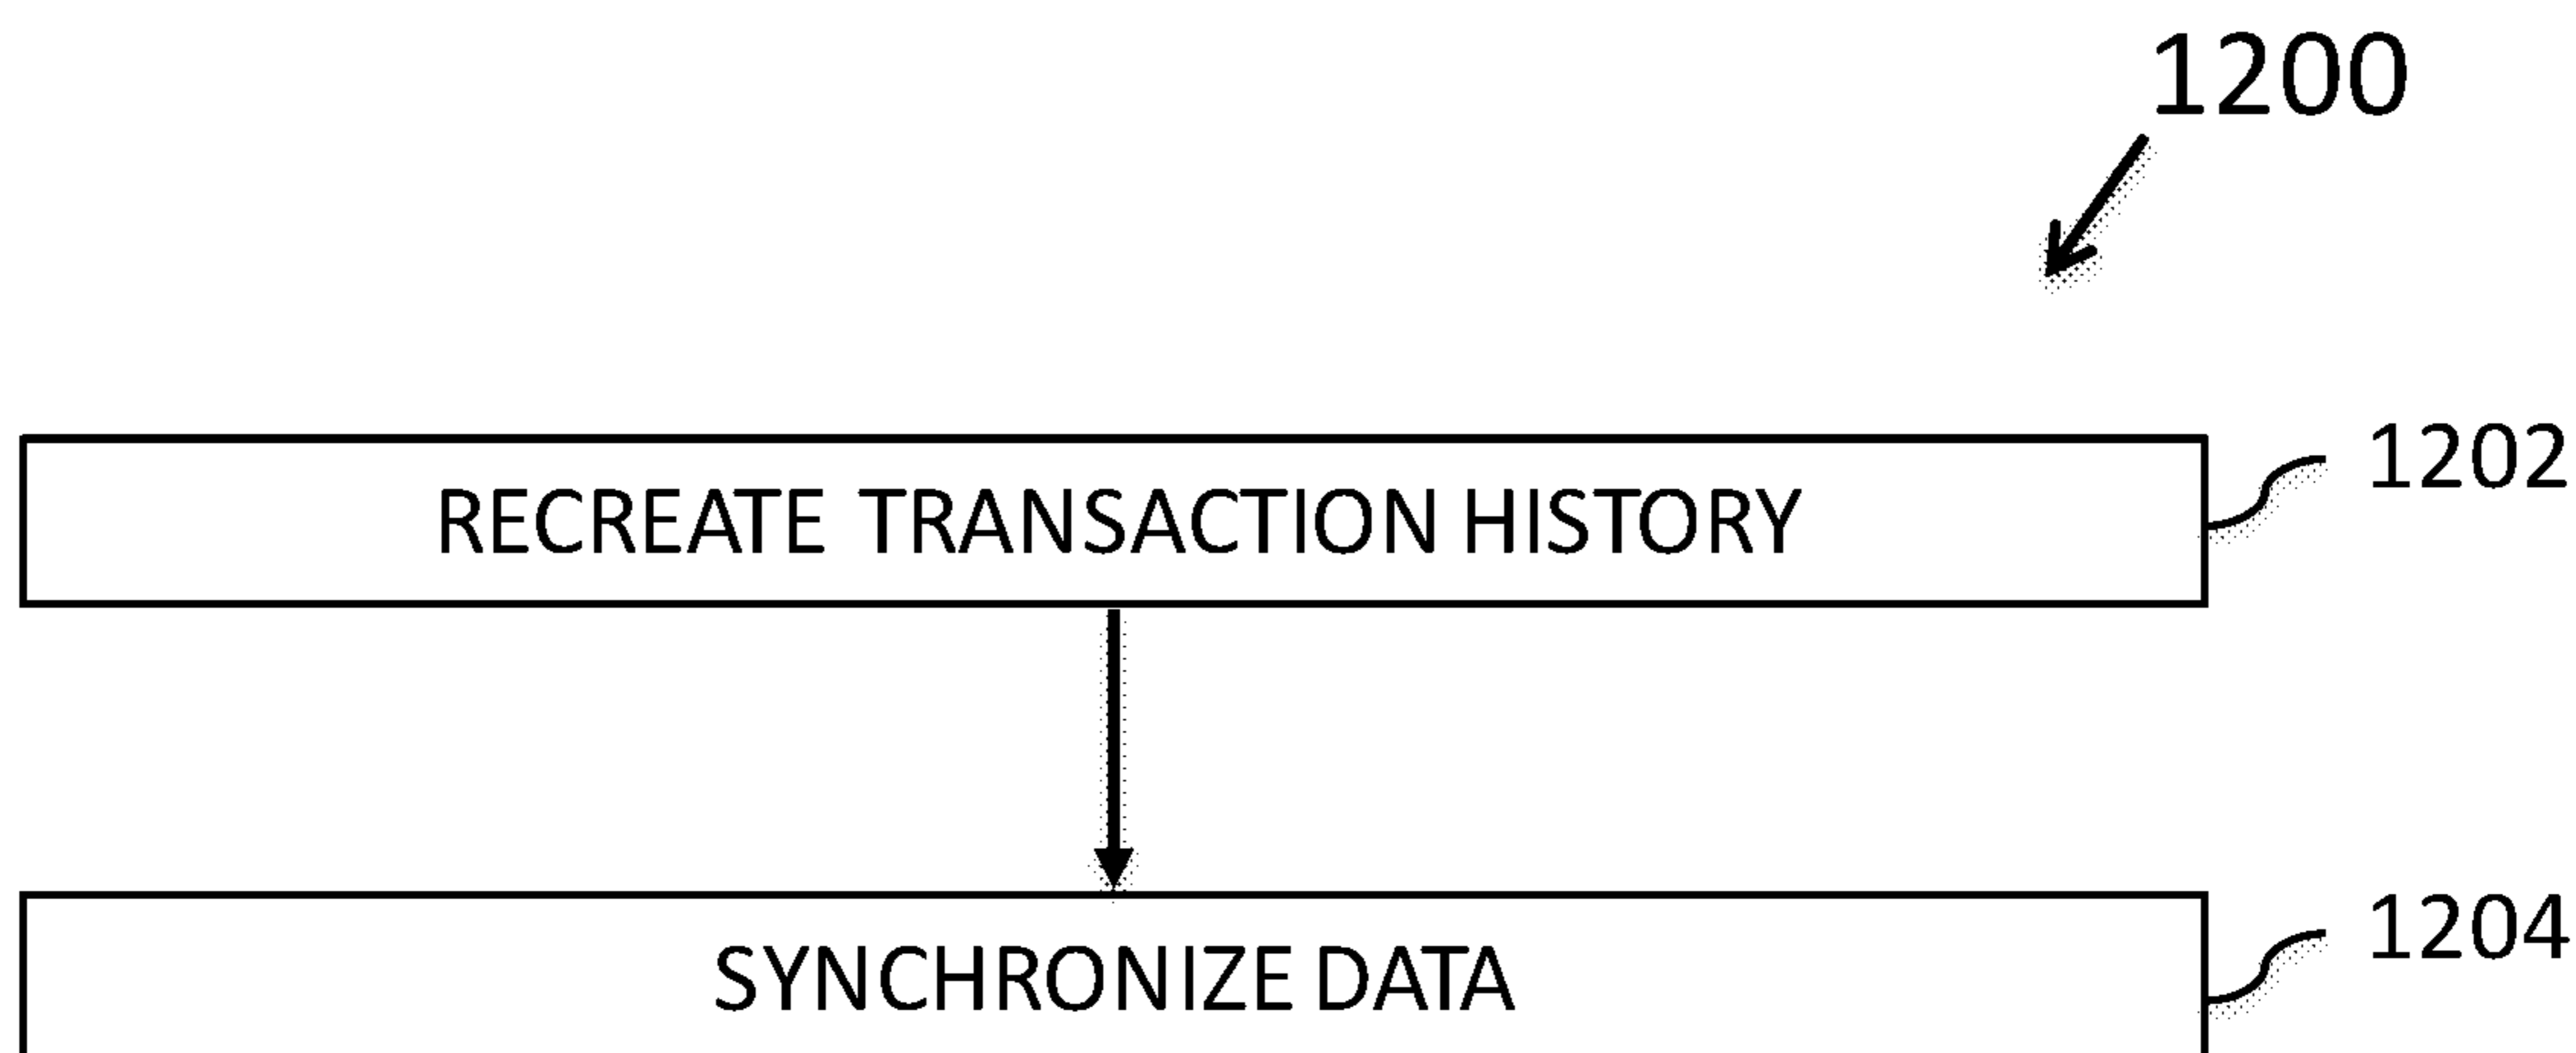 1200
RECREATE TRANSACTION HISTORY
1202
SYNCHRONIZE DATA
1204